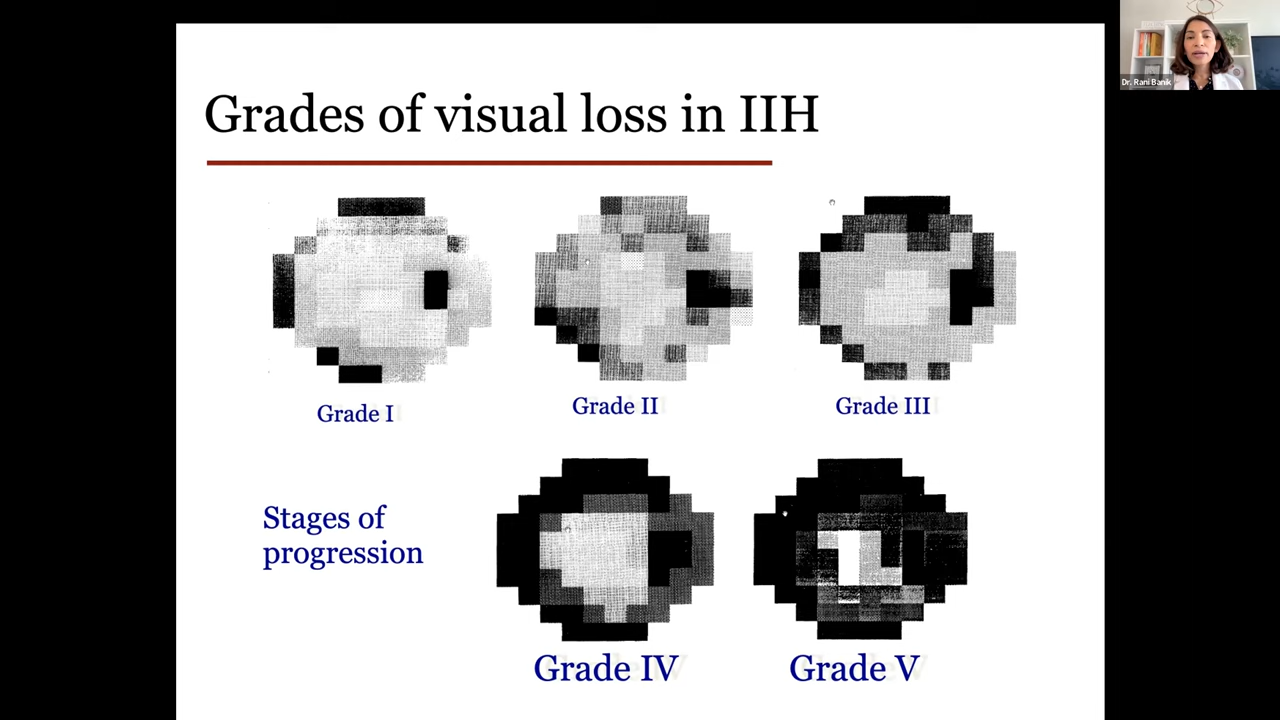 Grades of visual loss in IIH
Dr. Rani Banik
Grade I
Grade II
Grade III
Stages of
progression
Grade IV
Grade V